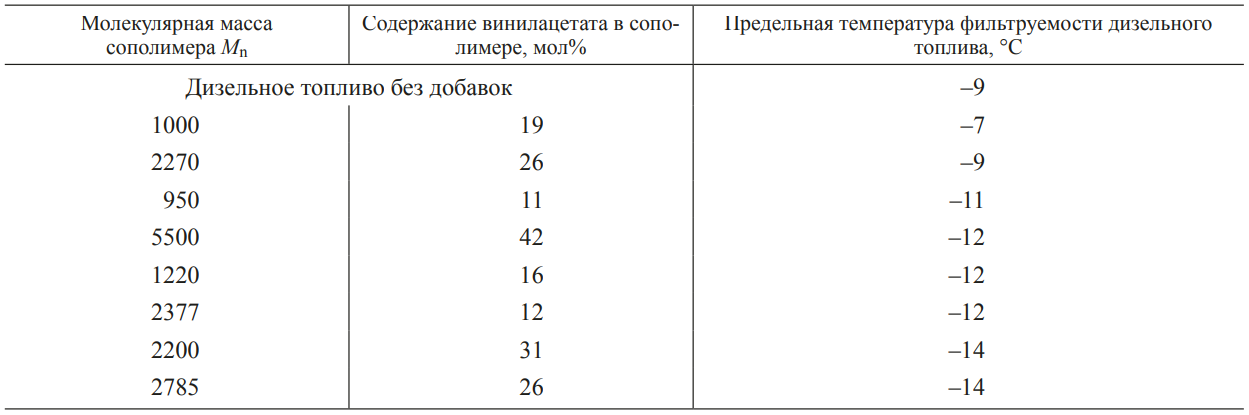 Молекулярная масса сополимера Mn Содержание винилацетата в сополимере, мол% Предельная температура фильтруемости дизельного топлива, °C
Дизельное топливо без добавок –9
1000 19 –7
2270 26 –9
950 11 –11
5500 42 –12
1220 16 –12
2377 12 –12
2200 31 –14
2785 26 –14